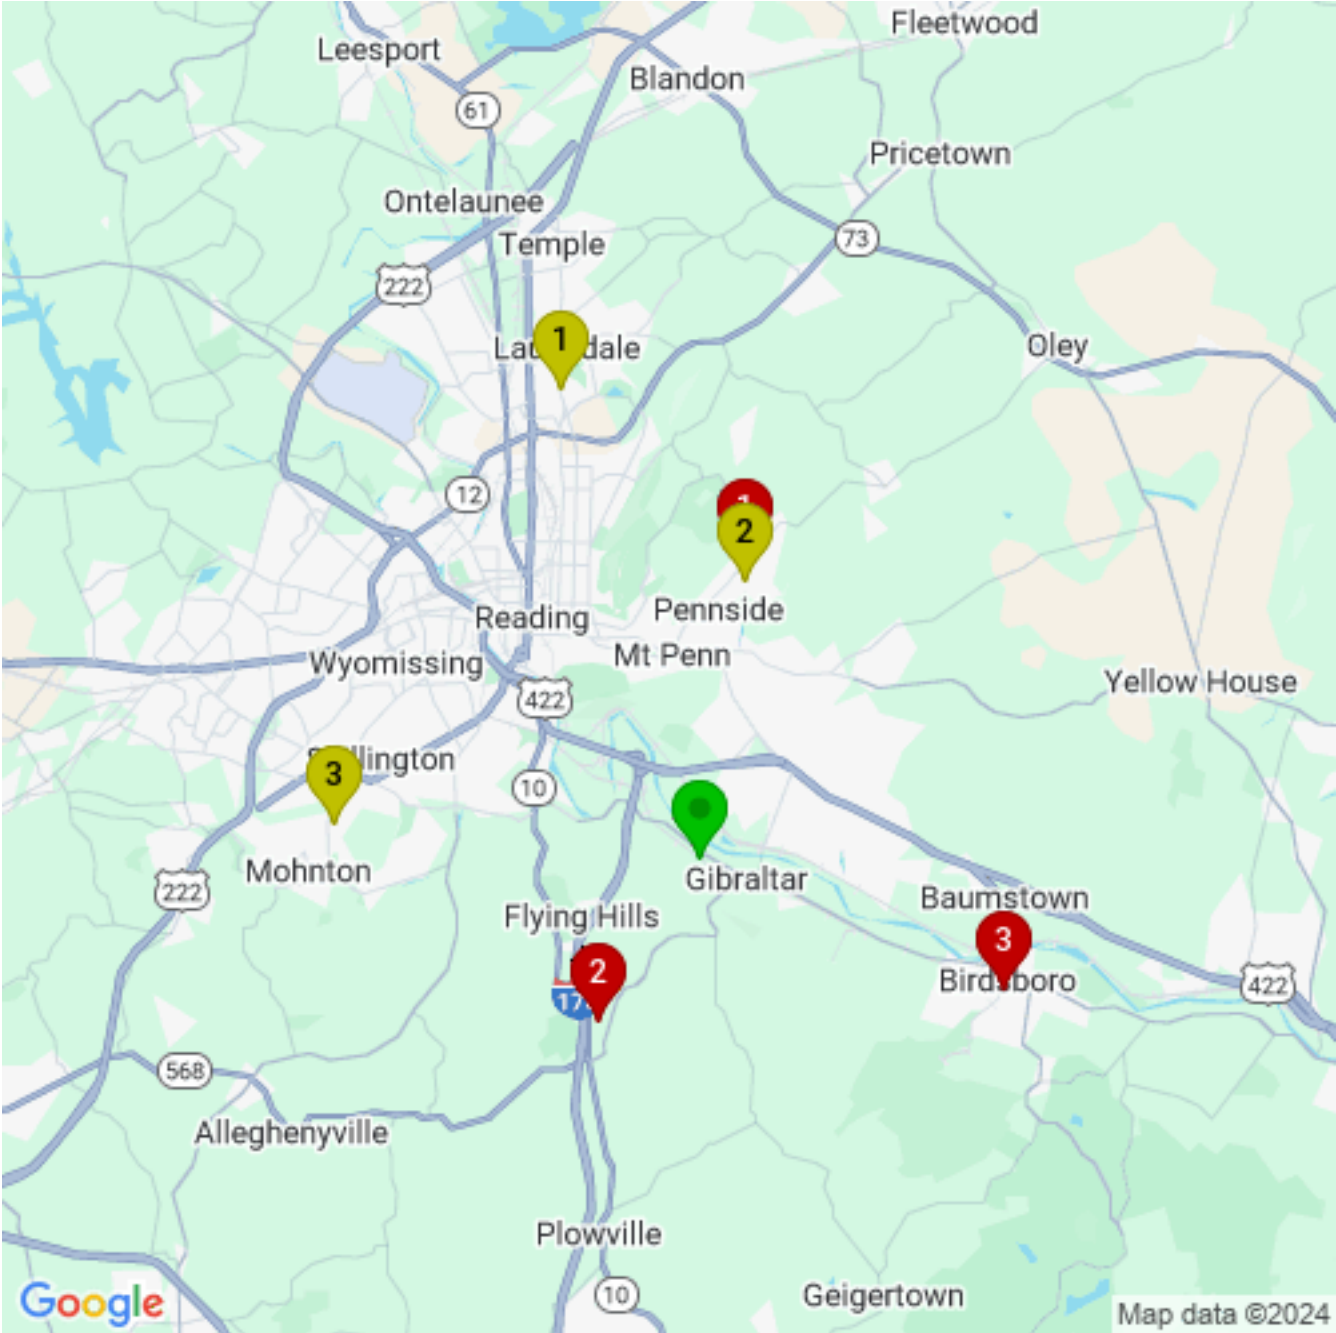 Fleetwood
Leesport
Blandon
61
Pricetown
Ontelaunee
73
Temple
222
1
Oley
12
2
Pennside
Reading
Mt Penn
Wyomissing
Yellow House
422
3
10
Gibraltar
Mohnton
222
Baumstown
Flying Hills
3
2
Birdsboro
422
568
Alleghenyville
Plowville
10
Geigertown
Google
Map data ©2024